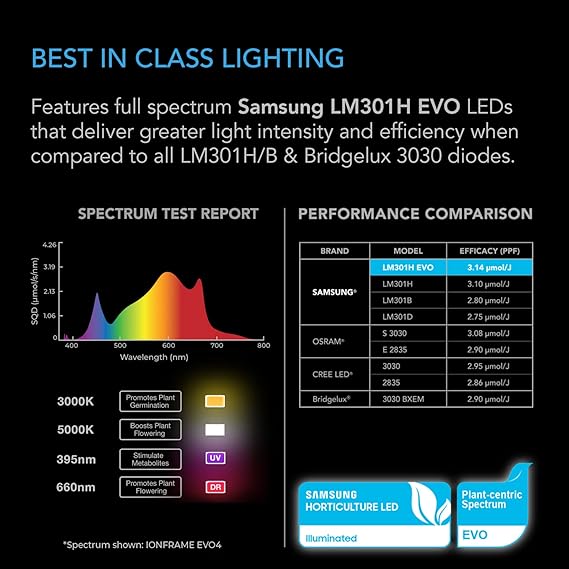 BEST IN CLASS LIGHTING
Features full spectrum Samsung LM301H EVO LEDs
that deliver greater light intensity and efficiency when
compared to all LM301H/B & Bridgelux 3030 diodes.
SPECTRUM TEST REPORT
SQD (µmol/s/nm)
4.26
3.39
2.13
1.06
0
400 500 600 700 800
Wavelength (nm)
3000K Promotes Plant
Germination
5000K Boosts Plant
Flowering
395nm Stimulate
Metabolites UV
660nm Promotes Plant
Flowering DR
*Spectrum shown: IONFRAME EVO4
PERFORMANCE COMPARISON
BRAND MODEL EFFICACY (PPF)
SAMSUNG® LM301H EVO 3.14 µmol/J
LM301H 3.10 µmol/J
LM301B 2.80 µmol/J
LM301D 2.75 µmol/J
OSRAM® S 3030 3.08 µmol/J
E 2835 2.90 µmol/J
CREE LED® 3030 2.95 µmol/J
2835 2.86 µmol/J
Bridgelux® 3030 BXEM 2.90 µmol/J
SAMSUNG
HORTICULTURE LED
Illuminated
Plant-centric
Spectrum
EVO